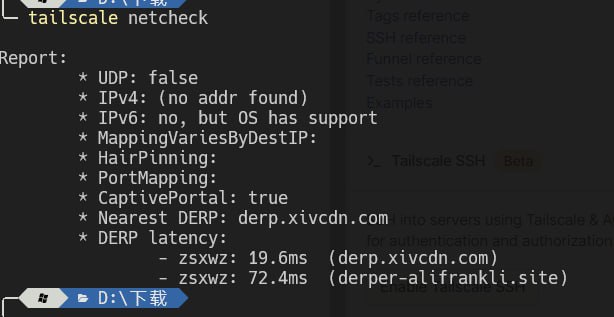 D:\下载
tailscale netcheck
Report:
* UDP: false
* IPv4: (no addr found)
* IPv6: no, but OS has support
* MappingVariesByDestIP:
* HairPinning:
* PortMapping:
* CaptivePortal: true
* Nearest DERP: derp.xivcdn.com
* DERP latency:
- zsxwz: 19.6ms (derp.xivcdn.com)
- zsxwz: 72.4ms (derper-alifrankli.site)
D:\下载
Tags reference
SSH reference
Funnel reference
Tests reference
Examples
>_ Tailscale SSH Beta
into servers using Tailscale & A
for authentication and authorization
Enable Tailscale SSH